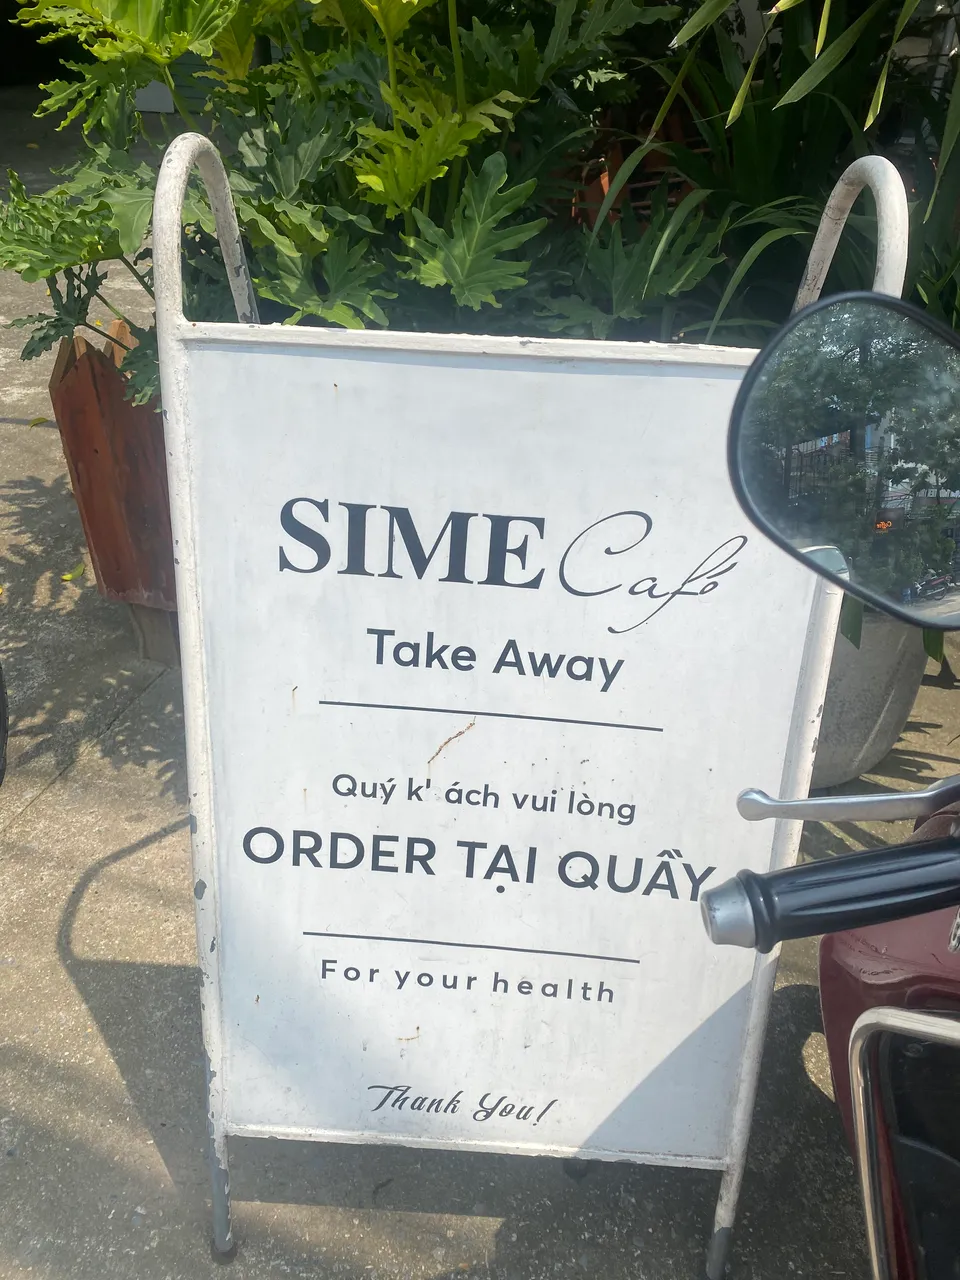 SIME Café
Take Away
Quý k' ách vui lòng
ORDER TẠI QUẦY
For your health
Thank You!